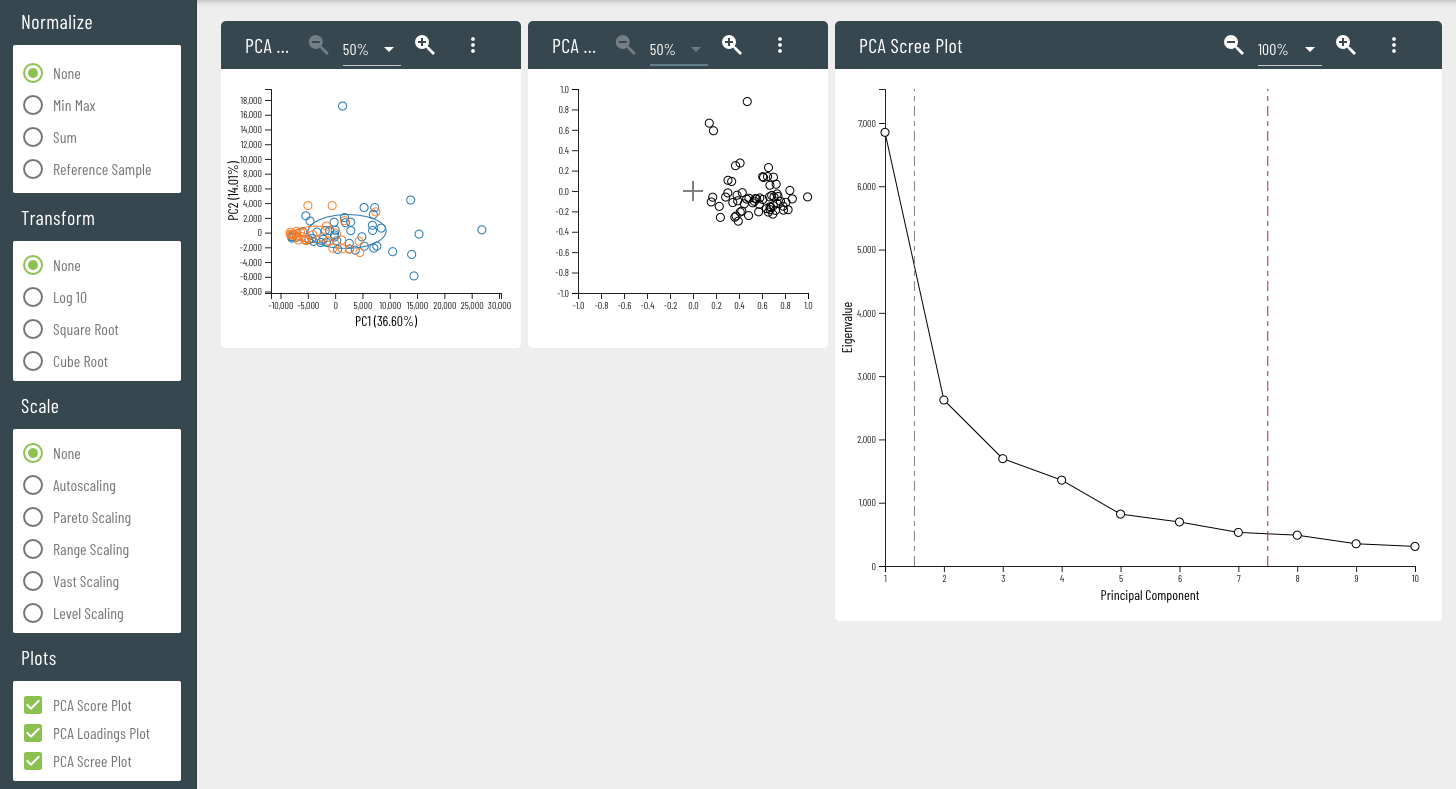 Normalize
None
Min Max
Sum
Reference Sample
Transform
None
Log 10
Square Root
Cube Root
Scale
None
Autoscaling
Pareto Scaling
Range Scaling
Vast Scaling
Level Scaling
Plots
PCA Score Plot
PCA Loadings Plot
PCA Scree Plot
PCA ...
50%
18,000
16,000
14,000
12,000
10,000
8,000
6,000
4,000
2,000
0
-2,000
-4,000
-6,000
-8,000
PC2 (14.01%)
-10,000 -5,000 0 5,000 10,000 15,000 20,000 25,000 30,000
PC1 (36.60%)
PCA ...
50%
1.0
0.8
0.6
0.4
0.2
0.0
-0.2
-0.4
-0.6
-0.8
-1.0
-1.0 -0.8 -0.6 -0.4 -0.2 0.0 0.2 0.4 0.6 0.8 1.0
PCA Scree Plot
100%
7,000
6,000
5,000
4,000
3,000
2,000
1,000
0
Eigenvalue
1 2 3 4 5 6 7 8 9 10
Principal Component